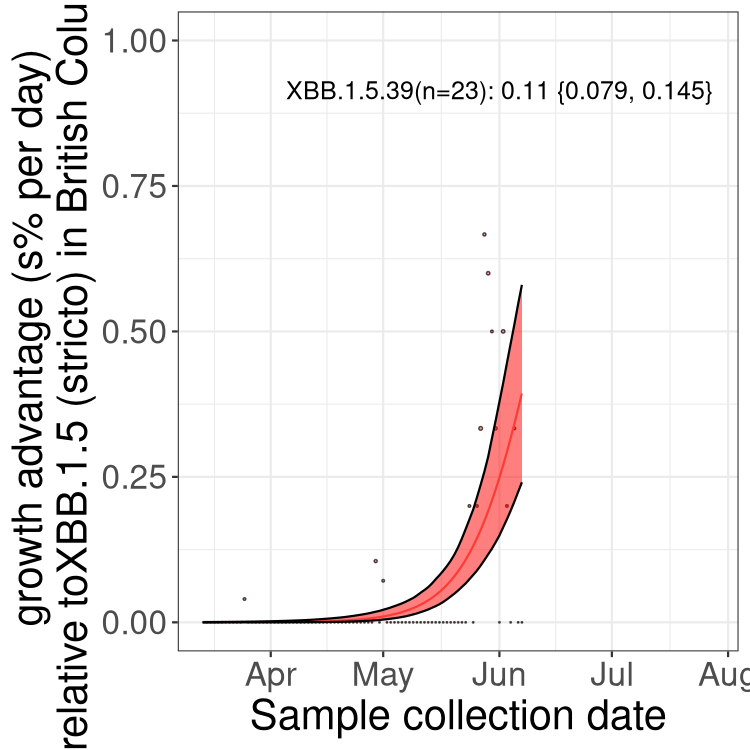 growth advantage (s% per day)
relative toXBB.1.5 (stricto) in British Colu
1.00
0.75
0.50
0.25
0.00
XBB.1.5.39(n=23): 0.11 {0.079, 0.145}
Apr May Jun Jul Aug
Sample collection date